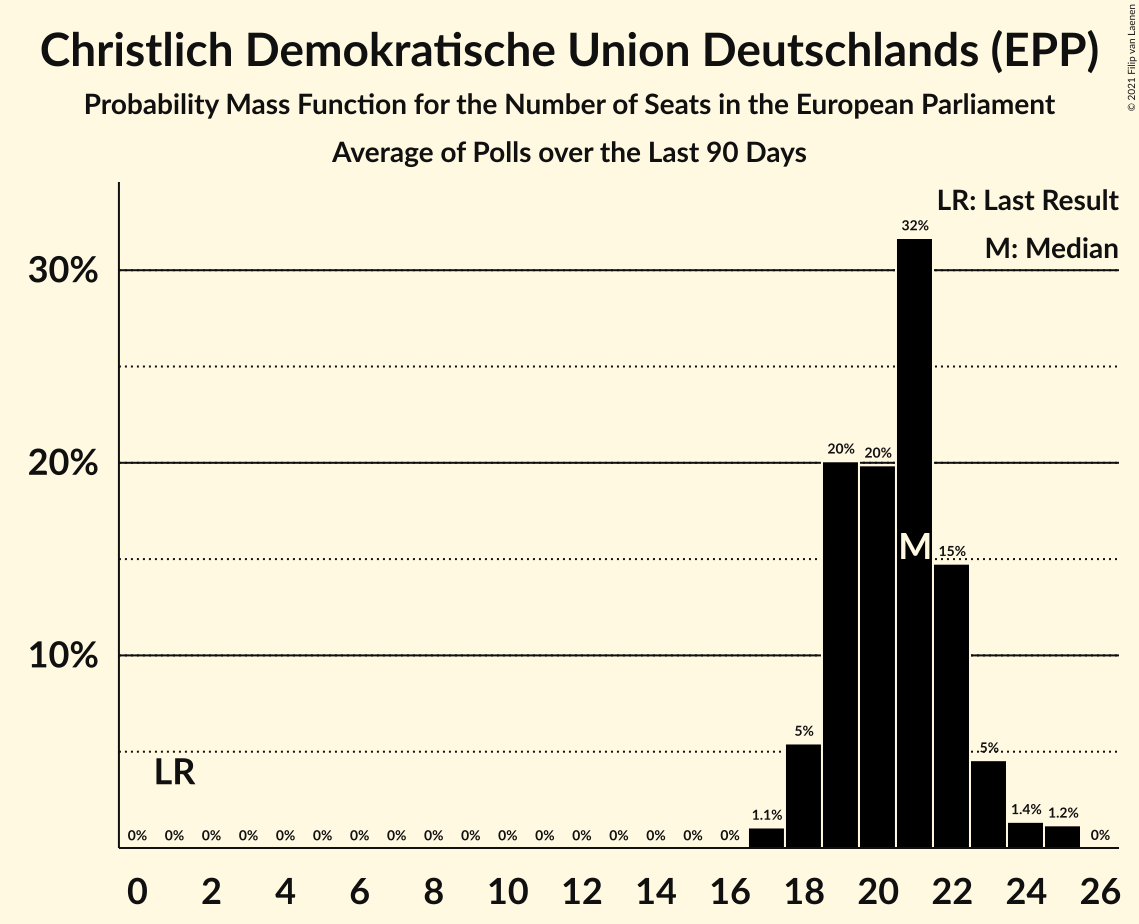 Christlich Demokratische Union Deutschlands (EPP)
Probability Mass Function for the Number of Seats in the European Parliament
Average of Polls over the Last 90 Days
© 2021 Filip van Laenen
LR: Last Result
M: Median
32%
30%
20%
20% 20%
M
15%
10%
5%
5%
LR
1.1%
1.4% 1.2%
0% 0% 0% 0% 0% 0% 0% 0% 0% 0% 0% 0% 0% 0% 0% 0% 0% 0%
0 2 4 6 8 10 12 14 16 18 20 22 24 26